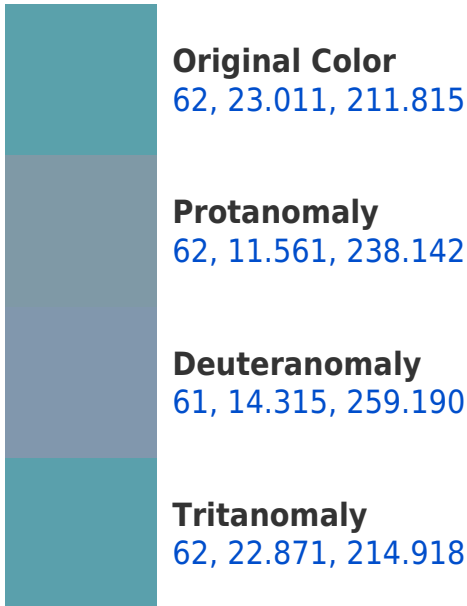 Original Color
62, 23.011, 211.815
Protanomaly
62, 11.561, 238.142
Deuteranomaly
61, 14.315, 259.190
Tritanomaly
62, 22.871, 214.918